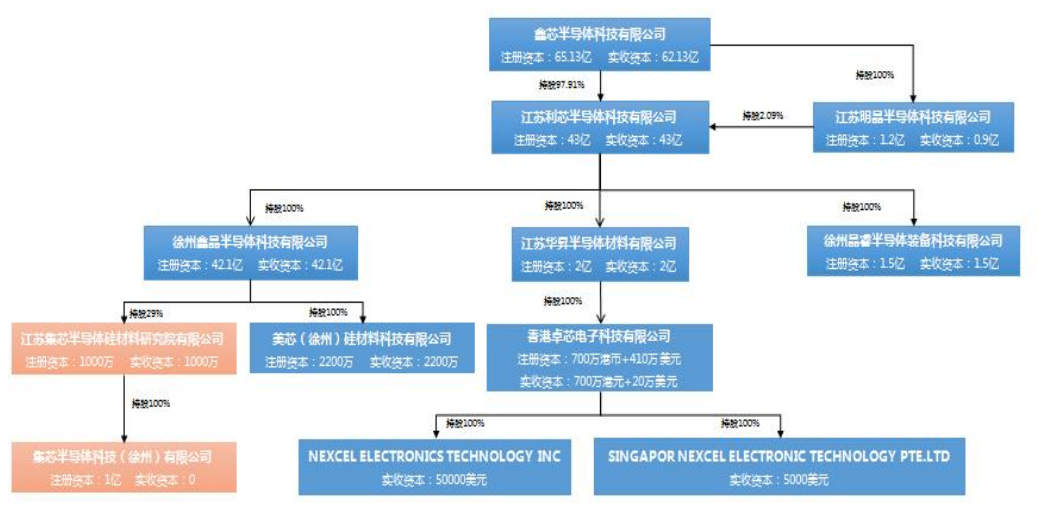 鑫芯半导体科技有限公司
注册资本：65.13亿 实收资本：62.13亿
持股97.91%
持股100%
江苏利芯半导体科技有限公司
注册资本：43亿 实收资本：43亿
持股2.09%
江苏明晶半导体科技有限公司
注册资本：1.2亿 实收资本：0.9亿
持股100%
持股100%
持股100%
徐州鑫晶半导体科技有限公司
注册资本：42.1亿 实收资本：42.1亿
江苏华昇半导体材料有限公司
注册资本：2亿 实收资本：2亿
徐州晶睿半导体装备科技有限公司
注册资本：1.5亿 实收资本：1.5亿
持股29%
持股100%
持股100%
江苏集芯半导体硅材料研究院有限公司
注册资本：1000万 实收资本：1000万
美芯（徐州）硅材料科技有限公司
注册资本：2200万 实收资本：2200万
香港卓芯电子科技有限公司
注册资本：700万港币+410万美元
实收资本：700万港元+20万美元
持股100%
持股100%
持股100%
集芯半导体科技（徐州）有限公司
注册资本：1亿 实收资本：0
NEXCEL ELECTRONICS TECHNOLOGY INC
实收资本：50000美元
SINGAPOR NEXCEL ELECTRONIC TECHNOLOGY PTE.LTD
实收资本：5000美元